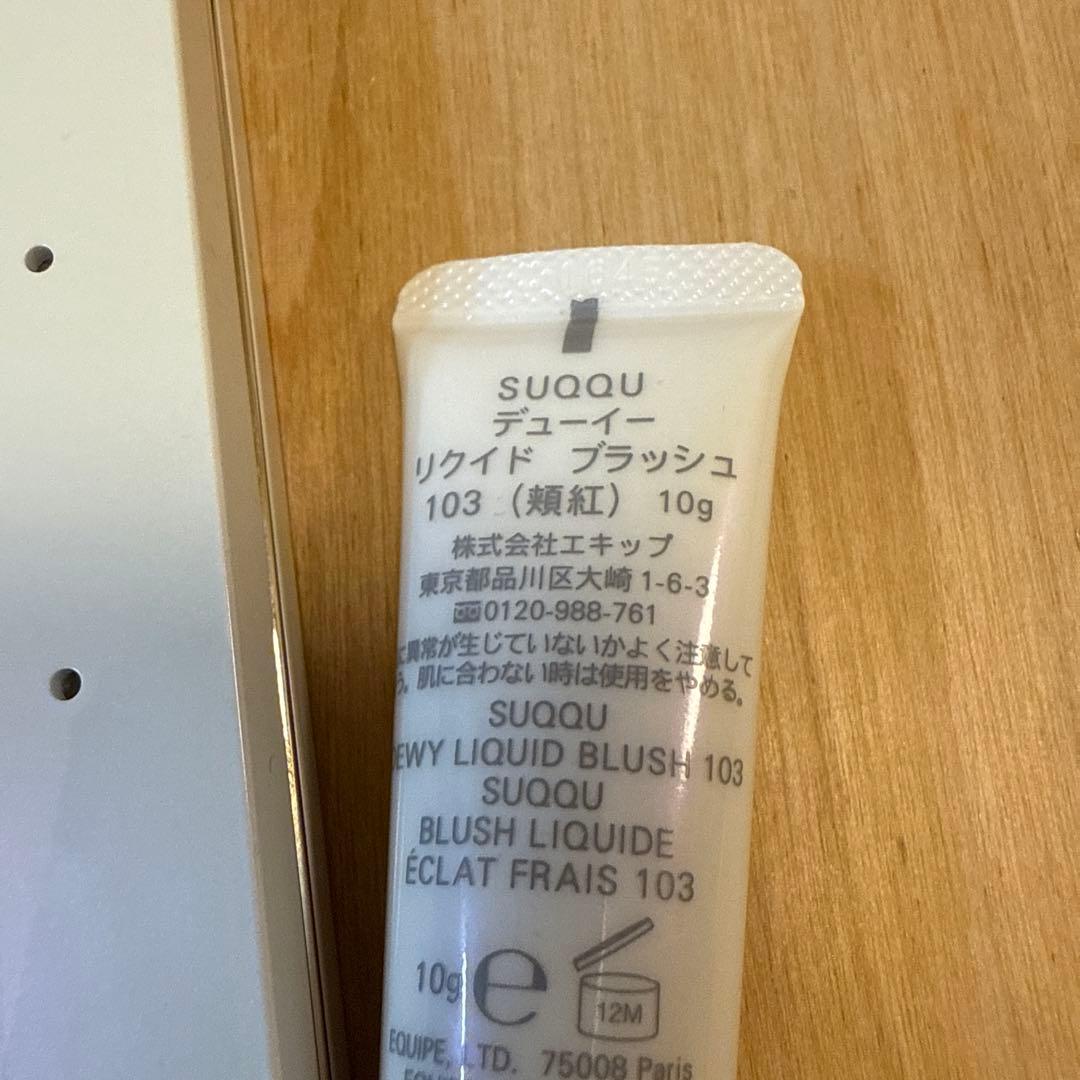 SUQQU
デューイー
リクイド ブラッシュ
103 (頬紅) 10g
株式会社エキップ
東京都品川区大崎1-6-3
0120-988-761
異常が生じていないかよく注意して
う。肌に合わない時は使用をやめる。
SUQQU
DEWY LIQUID BLUSH 103
SUQQU
BLUSH LIQUIDE
ÉCLAT FRAIS 103
10g e
12M
EQUIPE, LTD. 75008 Paris